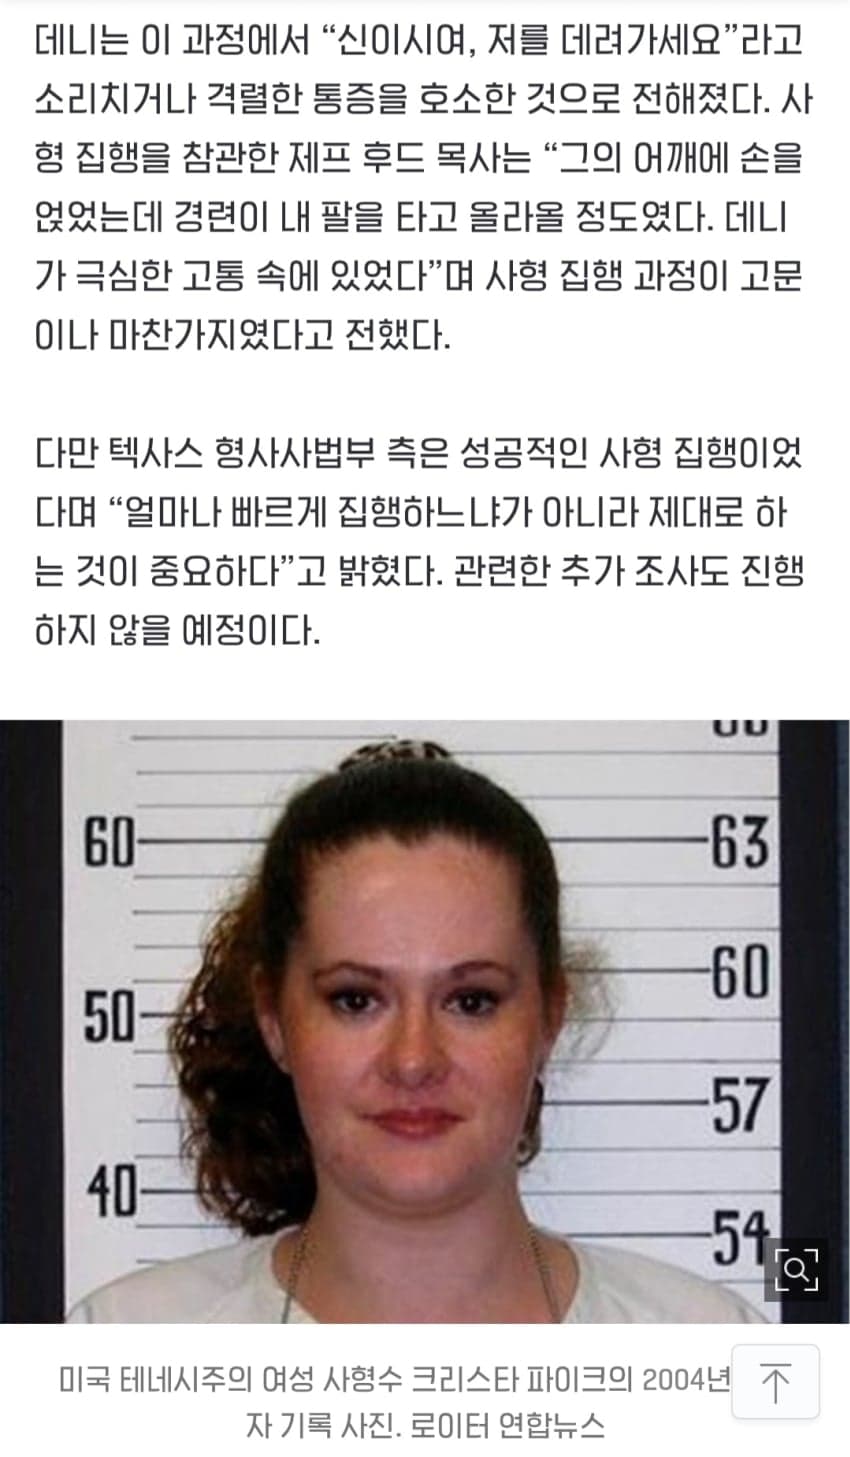 데니는 이 과정에서 “신이시여, 저를 데려가세요”라고
소리치거나 격렬한 통증을 호소한 것으로 전해졌다. 사
형 집행을 참관한 제프 후드 목사는 “그의 어깨에 손을
얹었는데 경련이 내 팔을 타고 올라올 정도였다. 데니
가 극심한 고통 속에 있었다”며 사형 집행 과정이 고문
이나 마찬가지였다고 전했다.
다만 텍사스 형사사법부 측은 성공적인 사형 집행이었
다며 “얼마나 빠르게 집행하느냐가 아니라 제대로 하
는 것이 중요하다”고 밝혔다. 관련한 추가 조사도 진행
하지 않을 예정이다.
60 63
60
50
57
40
54
미국 테네시주의 여성 사형수 크리스타 파이크의 2004년
자 기록 사진. 로이터 연합뉴스